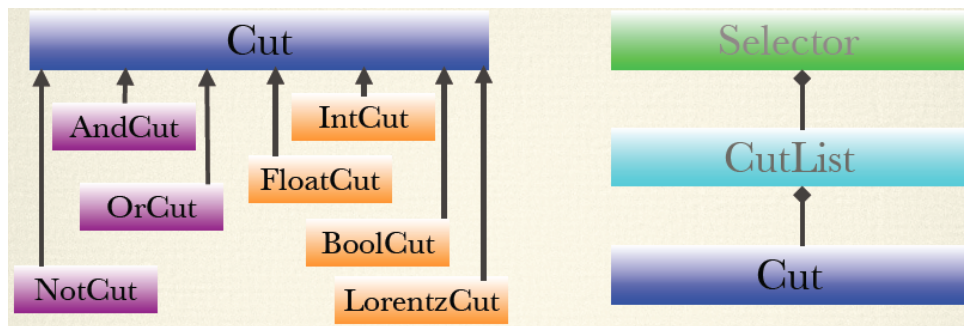 Cut
AndCut
OrCut
NotCut
IntCut
FloatCut
BoolCut
LorentzCut
Selector
CutList
Cut